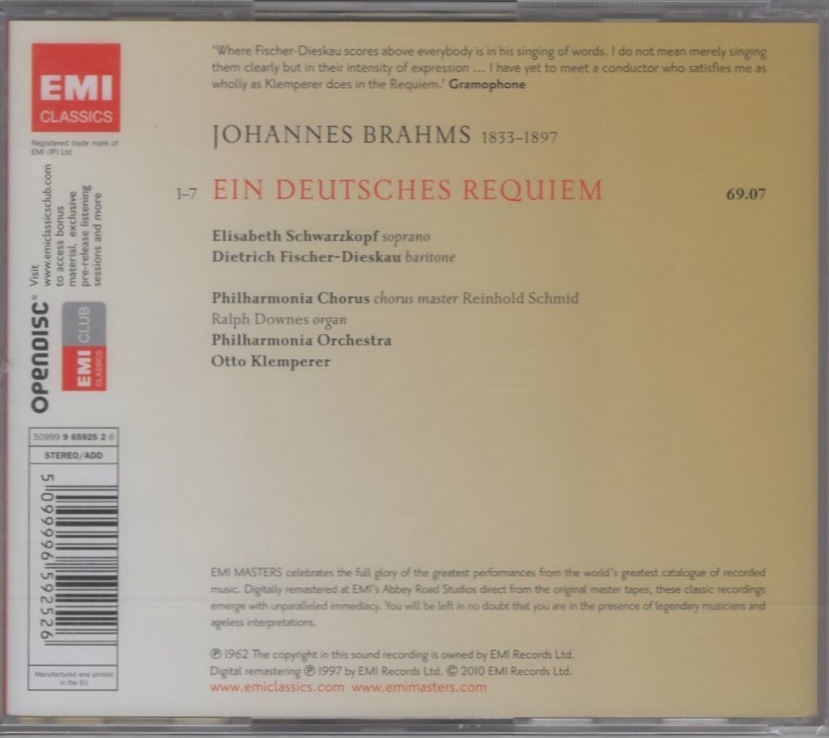 'Where Fischer-Dieskau scores above everybody is in his singing of words. I do not mean merely singing
them clearly but in their intensity of expression ... I have yet to meet a conductor who satisfies me as
wholly as Klemperer does in the Requiem.' Gramophone
JOHANNES BRAHMS 1833–1897
1–7 EIN DEUTSCHES REQUIEM 69.07
Elisabeth Schwarzkopf soprano
Dietrich Fischer-Dieskau baritone
Philharmonia Chorus chorus master Reinhold Schmid
Ralph Downes organ
Philharmonia Orchestra
Otto Klemperer
EMI MASTERS celebrates the full glory of the greatest performances from the world's greatest catalogue of recorded
music. Digitally remastered at EMI's Abbey Road Studios direct from the original master tapes, these classic recordings
emerge with unparalleled immediacy. You will be left in no doubt that you are in the presence of legendary musicians and
ageless interpretations.
℗ 1962 The copyright in this sound recording is owned by EMI Records Ltd.
Digital remastering ℗ 1997 by EMI Records Ltd. © 2010 EMI Records Ltd.
www.emiclassics.com www.emimasters.com
EMI
CLASSICS
Registered trade mark of
EMI (IP) Ltd
Visit
www.emiclassicsclub.com
to access bonus
material, exclusive
pre-release listening
sessions and more
OPENDISC®
EMI CLUB
CLASSICS
50999 9 65925 2 6
STEREO/ADD
5 099996 592526
Manufactured and printed
in the EU